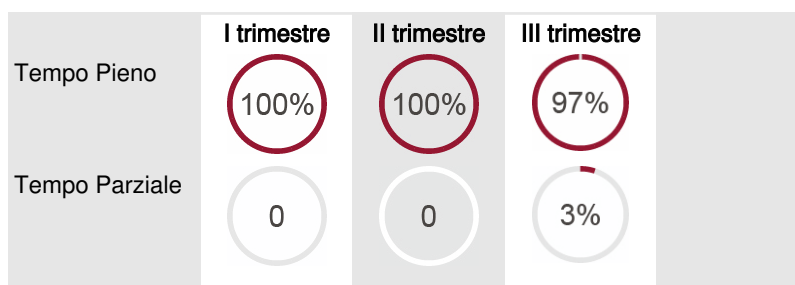 I trimestre II trimestre III trimestre
Tempo Pieno 100% 100% 97%
Tempo Parziale 0 0 3%